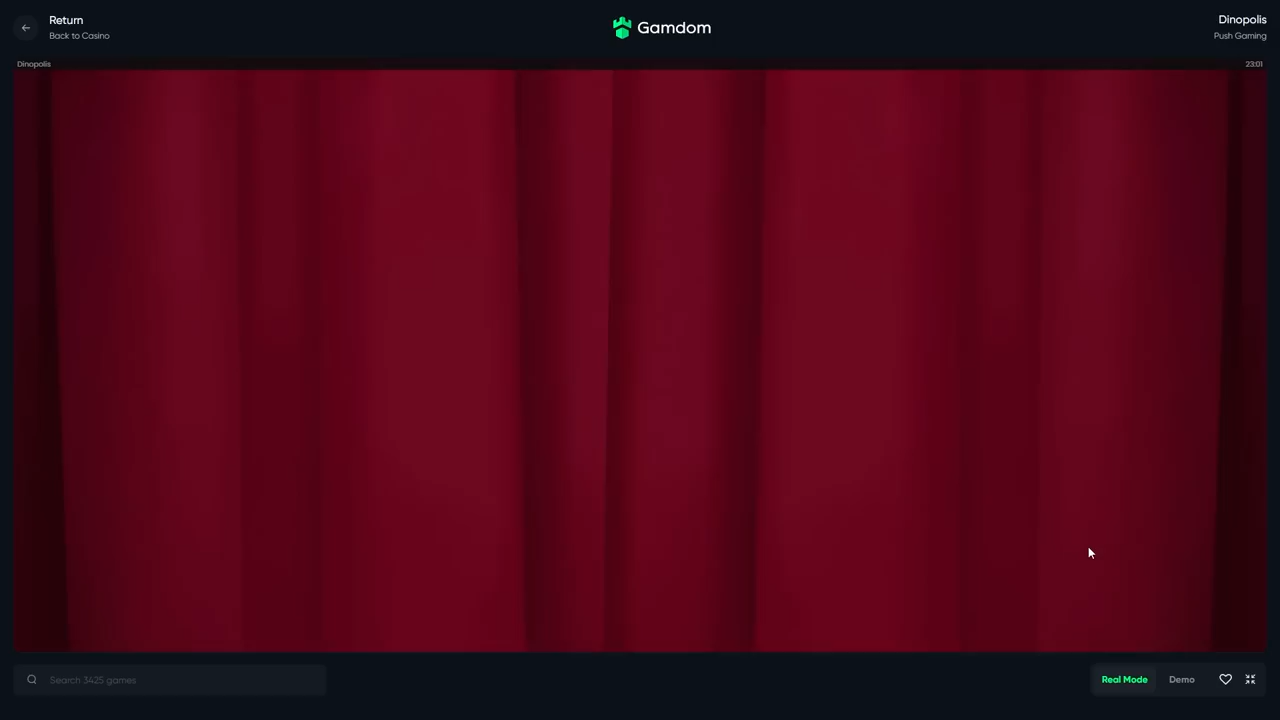 Return
Back to Casino
Gamdom
Dinopolis
Push Gaming
Dinopolis
23:01
Search 3425 games
Real Mode
Demo